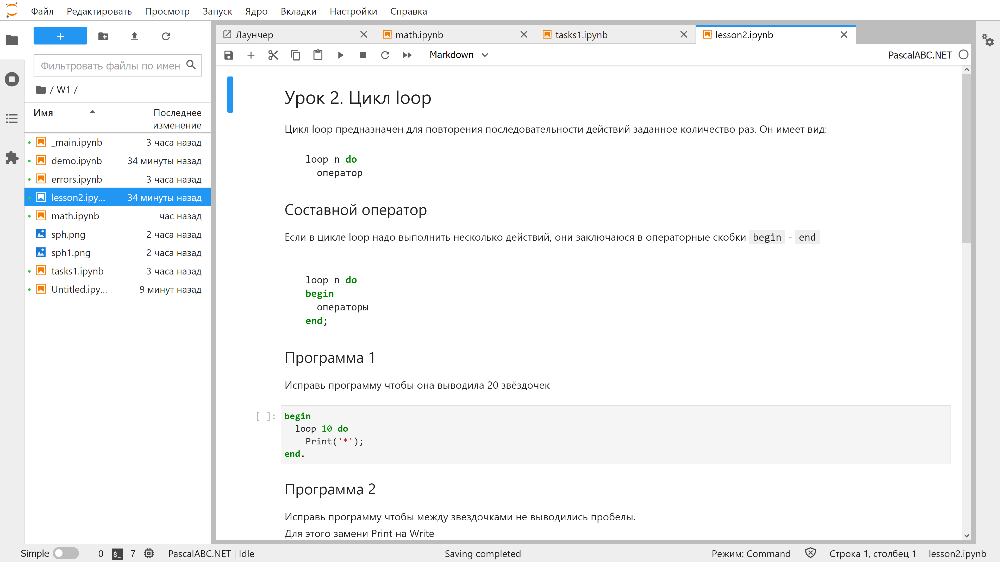 Файл Редактировать Просмотр Запуск Ядро Вкладки Настройки Справка
Фильтровать файлы по имен
/ W1 /
Имя Последнее изменение
_main.ipynb 3 часа назад
demo.ipynb 34 минуты назад
errors.ipynb 3 часа назад
lesson2.ipy... 34 минуты назад
math.ipynb час назад
sph.png 2 часа назад
sph1.png 2 часа назад
tasks1.ipynb 3 часа назад
Untitled.ipy... 9 минут назад
Лаунчер math.ipynb tasks1.ipynb lesson2.ipynb
Markdown PascalABC.NET
Урок 2. Цикл loop
Цикл loop предназначен для повторения последовательности действий заданное количество раз. Он имеет вид:
loop n do
оператор
Составной оператор
Если в цикле loop надо выполнить несколько действий, они заключаюся в операторные скобки begin - end
loop n do
begin
операторы
end;
Программа 1
Исправь программу чтобы она выводила 20 звёздочек
[ ]: begin
loop 10 do
Print('*');
end.
Программа 2
Исправь программу чтобы между звездочками не выводились пробелы.
Для этого замени Print на Write
Simple 0 $_ 7 PascalABC.NET | Idle Saving completed Режим: Command Строка 1, столбец 1 lesson2.ipynb